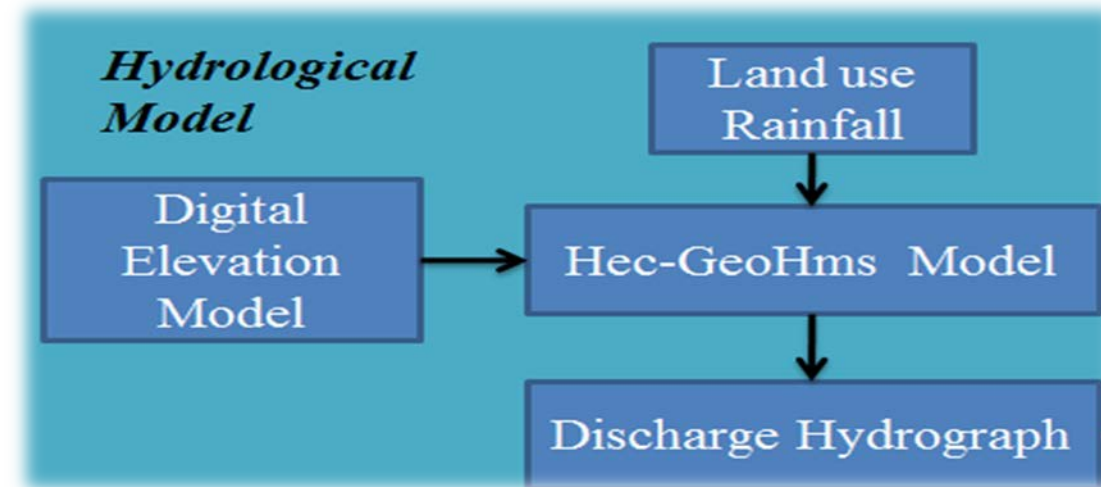 Hydrological
Model
Land use
Rainfall
Digital
Elevation
Model
Hec-GeoHms Model
Discharge Hydrograph